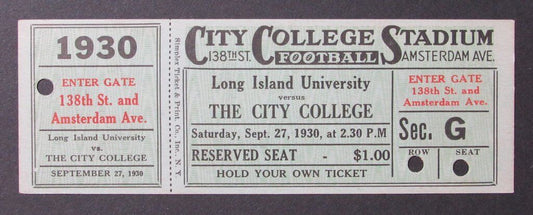 1930
ENTER GATE
138th St. and
Amsterdam Ave.
Long Island University
vs.
THE CITY COLLEGE
SEPTEMBER 27, 1930
Simplex Ticket & Print. Co., Inc., N. Y.
CITY COLLEGE STADIUM
138TH ST. FOOTBALL AMSTERDAM AVE.
Long Island University
versus
THE CITY COLLEGE
Saturday, Sept. 27, 1930, at 2.30 P.M
RESERVED SEAT - $1.00
HOLD YOUR OWN TICKET
ENTER GATE
138th St. and
Amsterdam Ave.
Sec. G
ROW SEAT